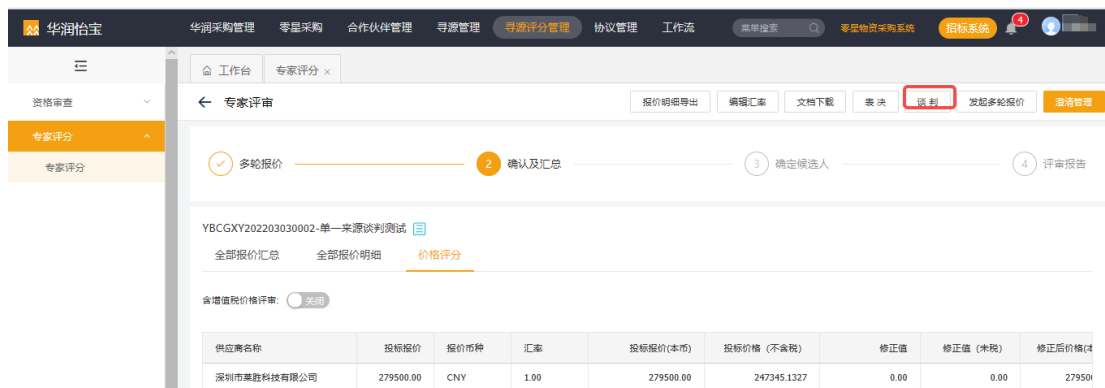 华润怡宝 华润采购管理 零星采购 合作伙伴管理 寻源管理 寻源评分管理 协议管理 工作流 菜单搜索 零星物资采购系统 招标系统 4
工作台 专家评分 ×
资格审查
专家评审 报价明细导出 编辑汇率 文档下载 表决 谈判 发起多轮报价 澄清管理
专家评分
专家评分
多轮报价 2 确认及汇总 3 确定候选人 4 评审报告
YBCGXY202203030002-单一来源谈判测试
全部报价汇总 全部报价明细 价格评分
含增值税价格评审: 关闭
供应商名称 投标报价 报价币种 汇率 投标报价(本币) 投标价格（不含税） 修正值 修正值（未税） 修正后价格(本
深圳市莱胜科技有限公司 279500.00 CNY 1.00 279500.00 247345.1327 0.00 0.00